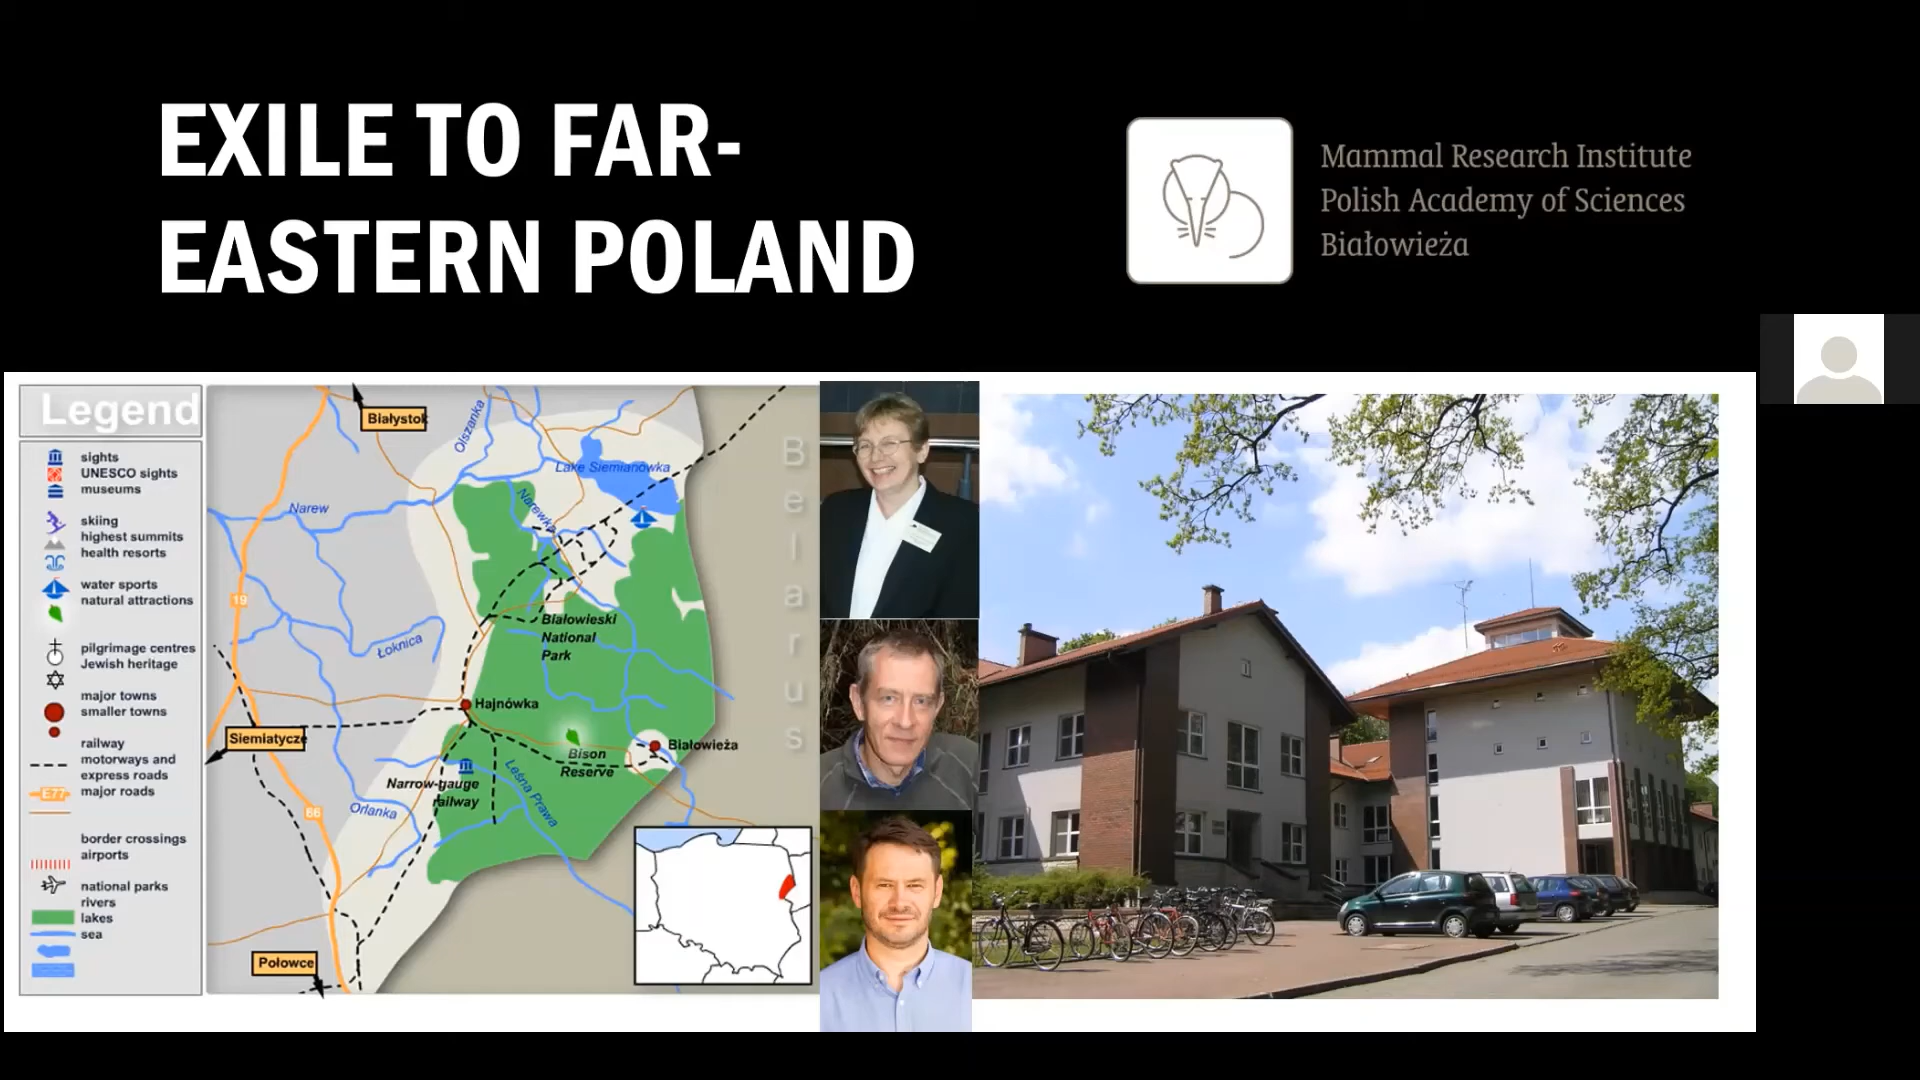 EXILE TO FAR-
EASTERN POLAND
Mammal Research Institute
Polish Academy of Sciences
Białowieża
Legend
sights
UNESCO sights
museums
skiing
highest summits
health resorts
water sports
natural attractions
pilgrimage centres
Jewish heritage
major towns
smaller towns
railway
motorways and
express roads
major roads
E77
border crossings
airports
national parks
rivers
lakes
sea
Białystok
Olszanka
Lake Siemianówka
Narew
Narewka
19
Białowieski
National
Park
Łoknica
Hajnówka
Siemiatycze
Bison
Reserve
Białowieża
Narrow-gauge
railway
Leśna Prawa
Orlanka
66
Połowce
Belarus